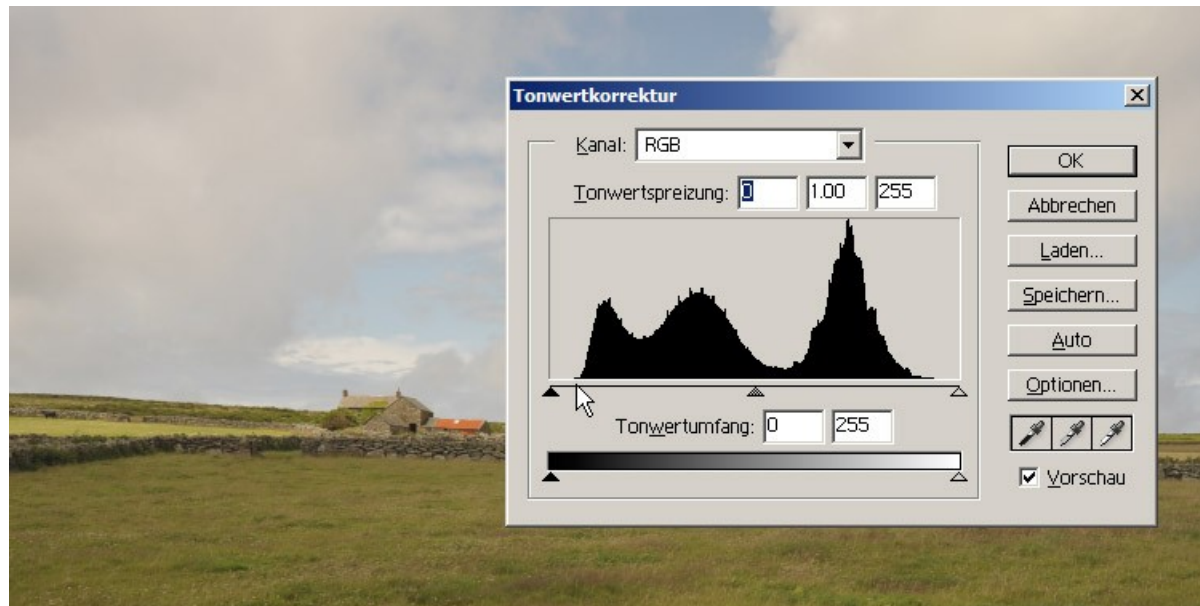 Tonwertkorrektur
Kanal: RGB
Tonwertspreizung: 0 1.00 255
Tonwertumfang: 0 255
OK
Abbrechen
Laden...
Speichern...
Auto
Optionen...
Vorschau